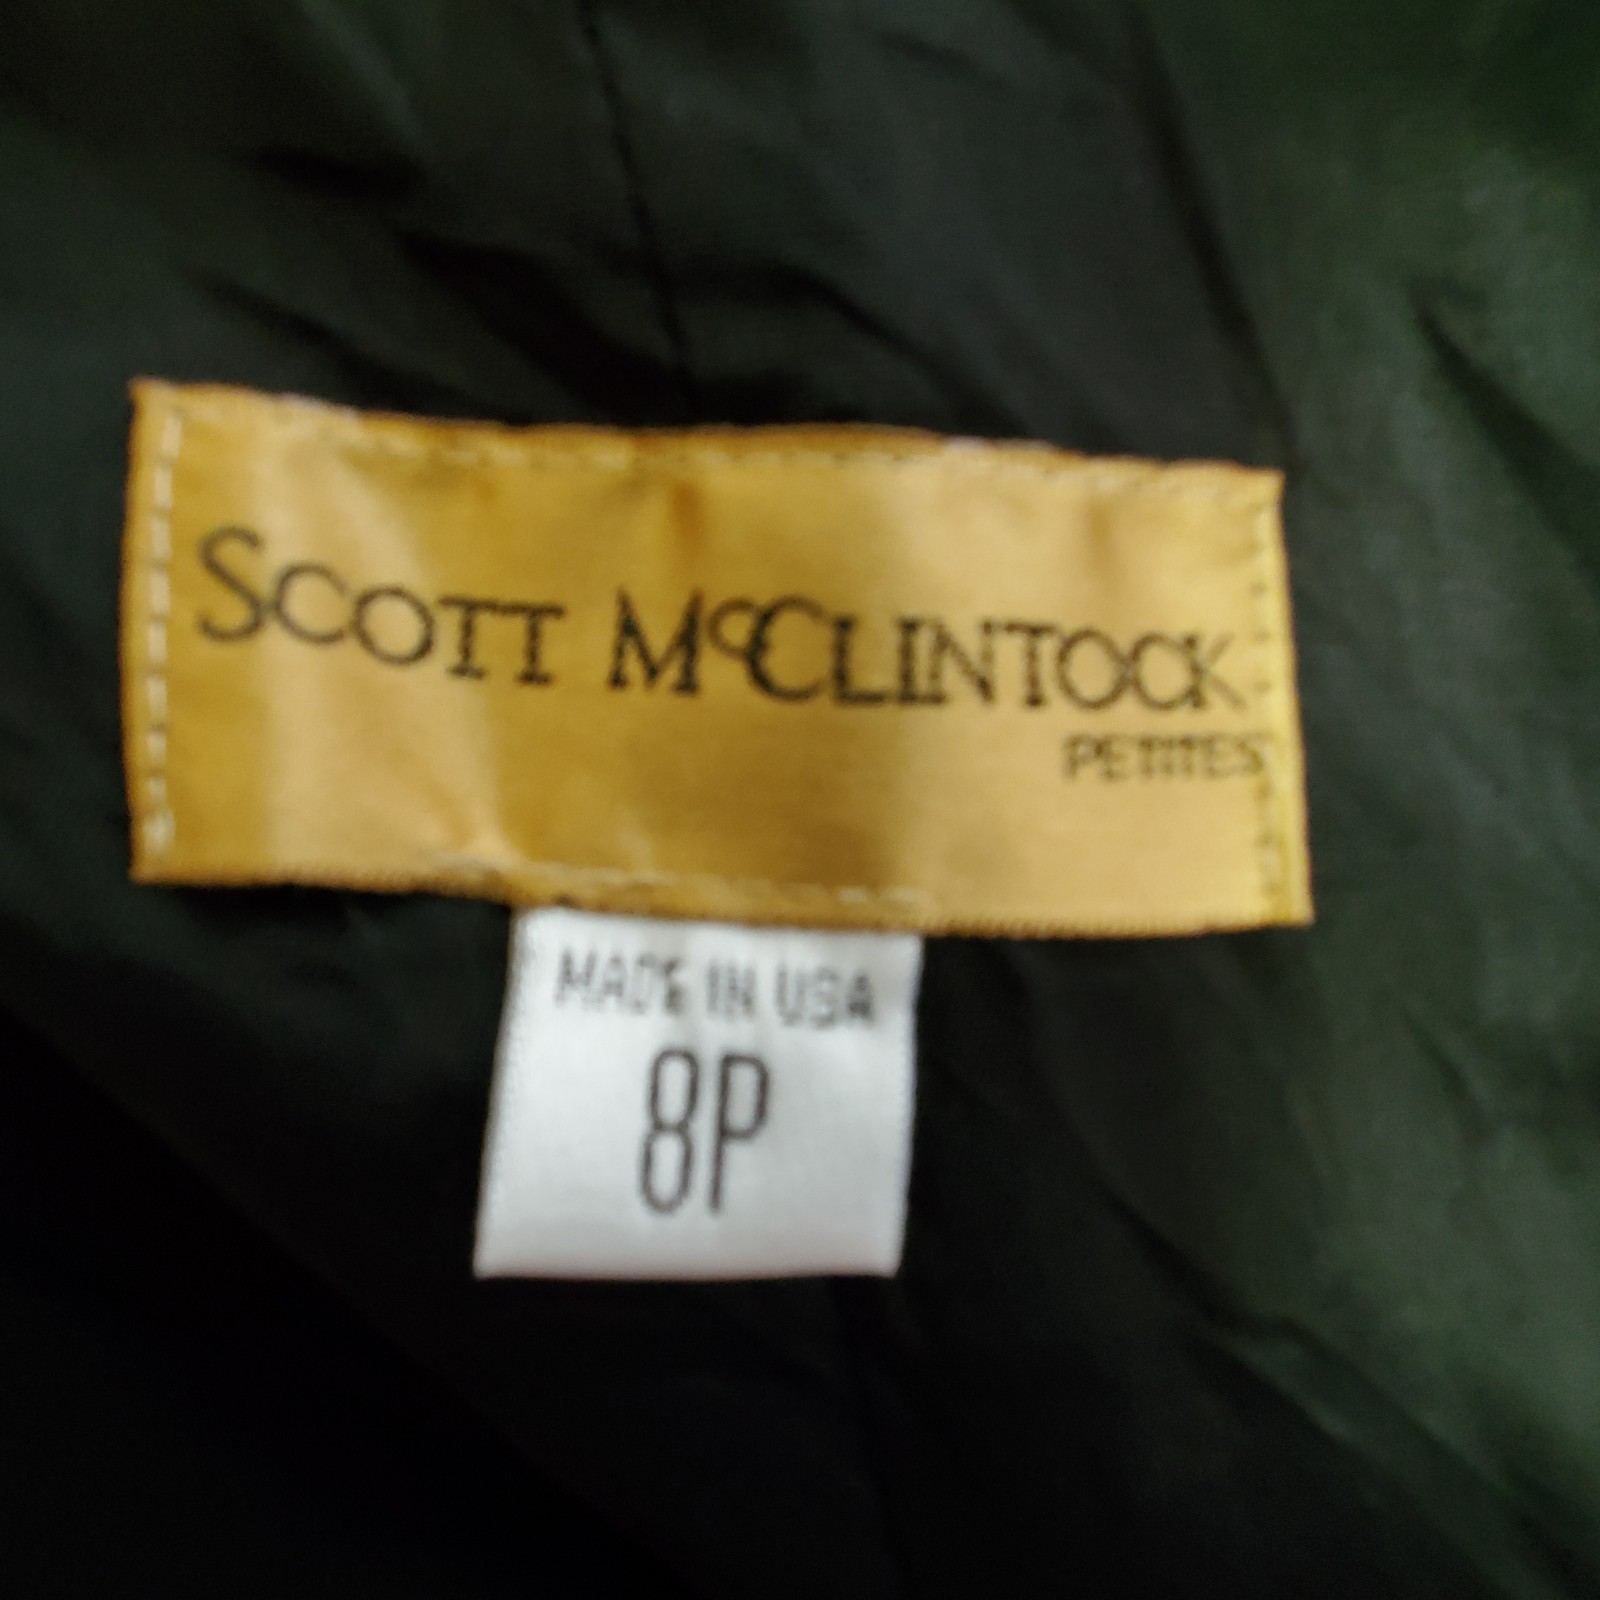 SCOTT McCLINTOCK
PETITES
MADE IN USA
8P